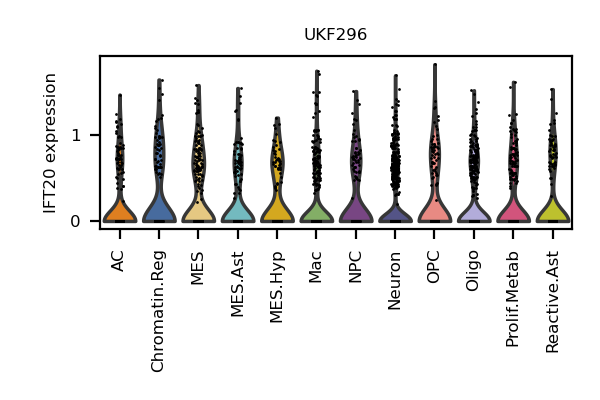 UKF296
IFT20 expression
1
0
AC
Chromatin.Reg
MES
MES.Ast
MES.Hyp
Mac
NPC
Neuron
OPC
Oligo
Prolif.Metab
Reactive.Ast